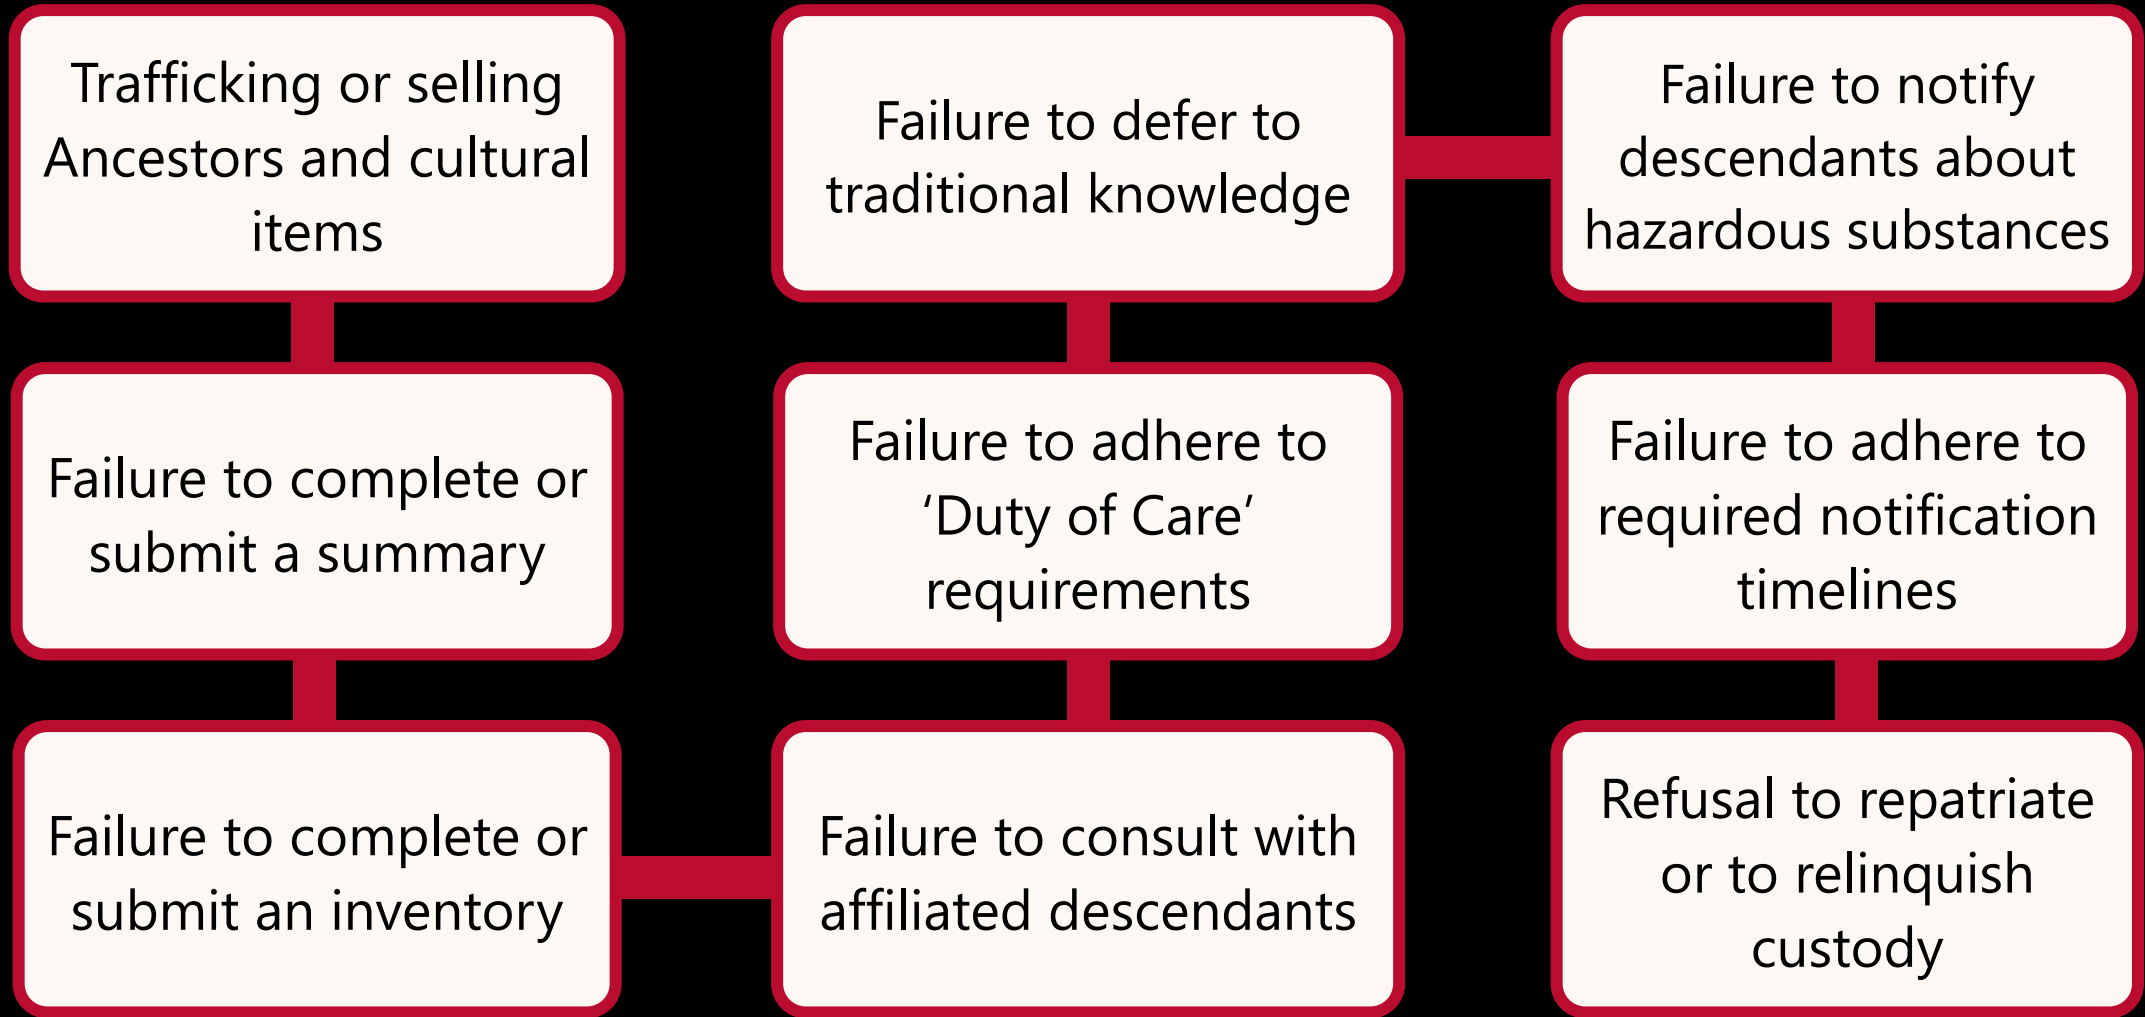 Trafficking or selling
Ancestors and cultural
items
Failure to complete or
submit a summary
Failure to complete or
submit an inventory
Failure to consult with
affiliated descendants
Failure to adhere to
‘Duty of Care’
requirements
Failure to defer to
traditional knowledge
Failure to notify
descendants about
hazardous substances
Failure to adhere to
required notification
timelines
Refusal to repatriate
or to relinquish
custody